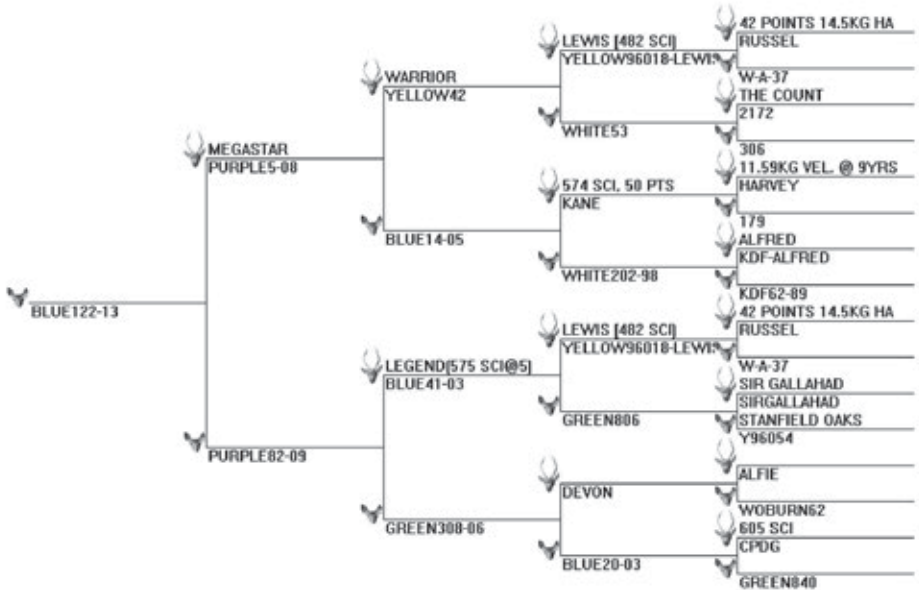 42 POINTS 14.5KG HA
LEWIS [482 SCI]
RUSSEL
YELLOW96018-LEWIS
WARRIOR
W-A-37
YELLOW42
THE COUNT
2172
WHITE53
MEGASTAR
306
PURPLE5-08
11.59KG VEL. @ 9YRS
574 SCI, 50 PTS
HARVEY
KANE
179
BLUE14-05
ALFRED
KDF-ALFRED
WHITE202-98
KDF62-89
BLUE122-13
42 POINTS 14.5KG HA
LEWIS [482 SCI]
RUSSEL
YELLOW96018-LEWIS
LEGEND[575 SCI@5]
W-A-37
BLUE41-03
SIR GALLAHAD
SIRGALLAHAD
GREEN806
STANFIELD OAKS
Y96054
PURPLE82-09
ALFIE
DEVON
WOBURN62
GREEN308-06
605 SCI
CPDG
BLUE20-03
GREEN840